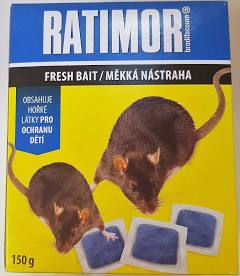 RATIMOR®
brodifacoum
FRESH BAIT / MĚKKÁ NÁSTRAHA
OBSAHUJE
HOŘKÉ
LÁTKY PRO
OCHRANU
DĚTÍ
150 g